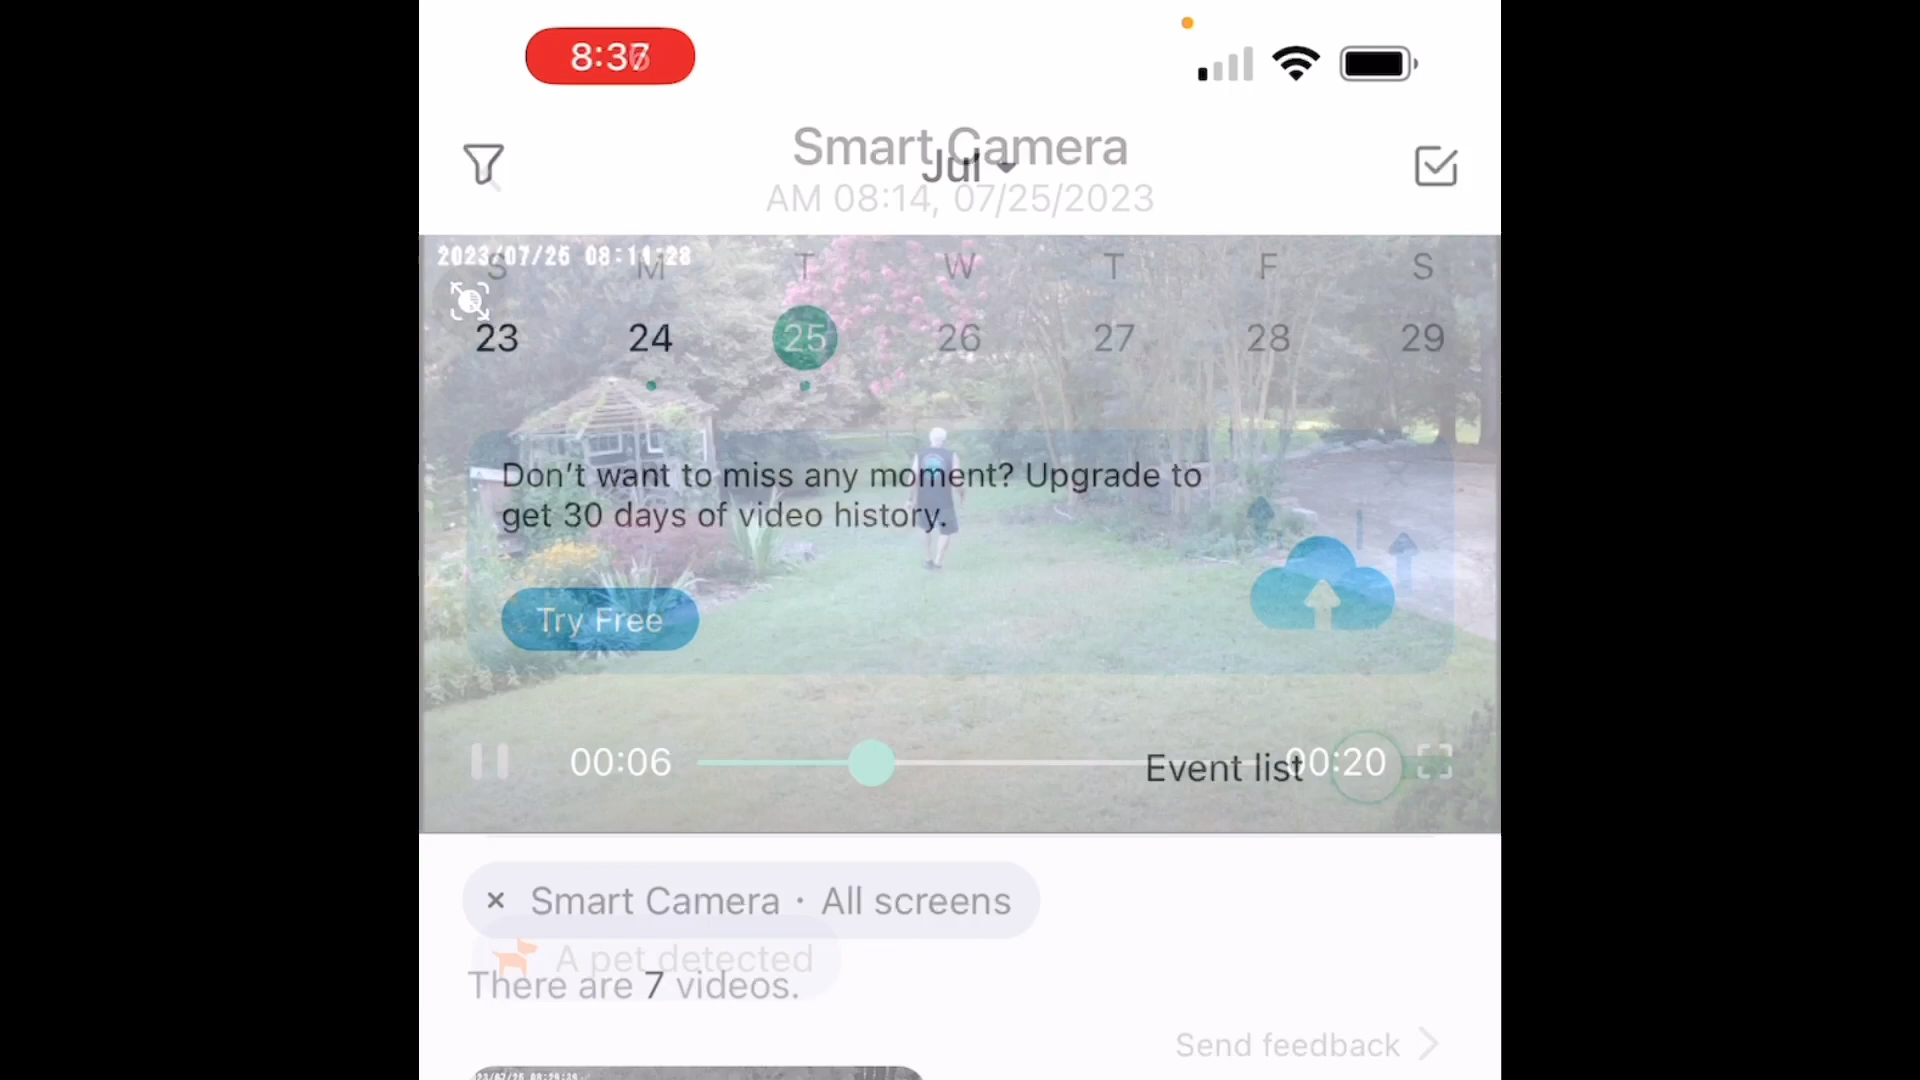 8:37
Smart Camera
Jul
AM 08:14, 07/25/2023
2023/07/25 08:14:28
S M T W T F S
23 24 25 26 27 28 29
Don't want to miss any moment? Upgrade to
get 30 days of video history.
Try Free
00:06
Event list
00:20
× Smart Camera · All screens
A pet detected
There are 7 videos.
Send feedback